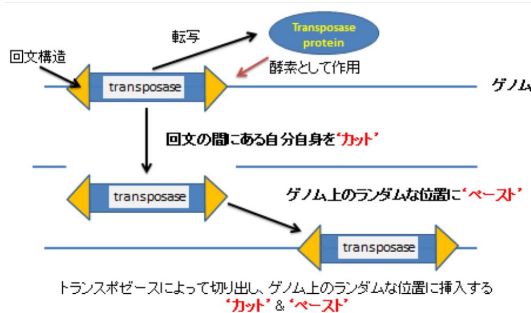 転写
Transposase
protein
回文構造
酵素として作用
transposase
ゲノム
回文の間にある自分自身を‘カット’
ゲノム上のランダムな位置に‘ペースト’
transposase
transposase
トランスポゼースによって切り出し、ゲノム上のランダムな位置に挿入する
‘カット’ & ‘ペースト’